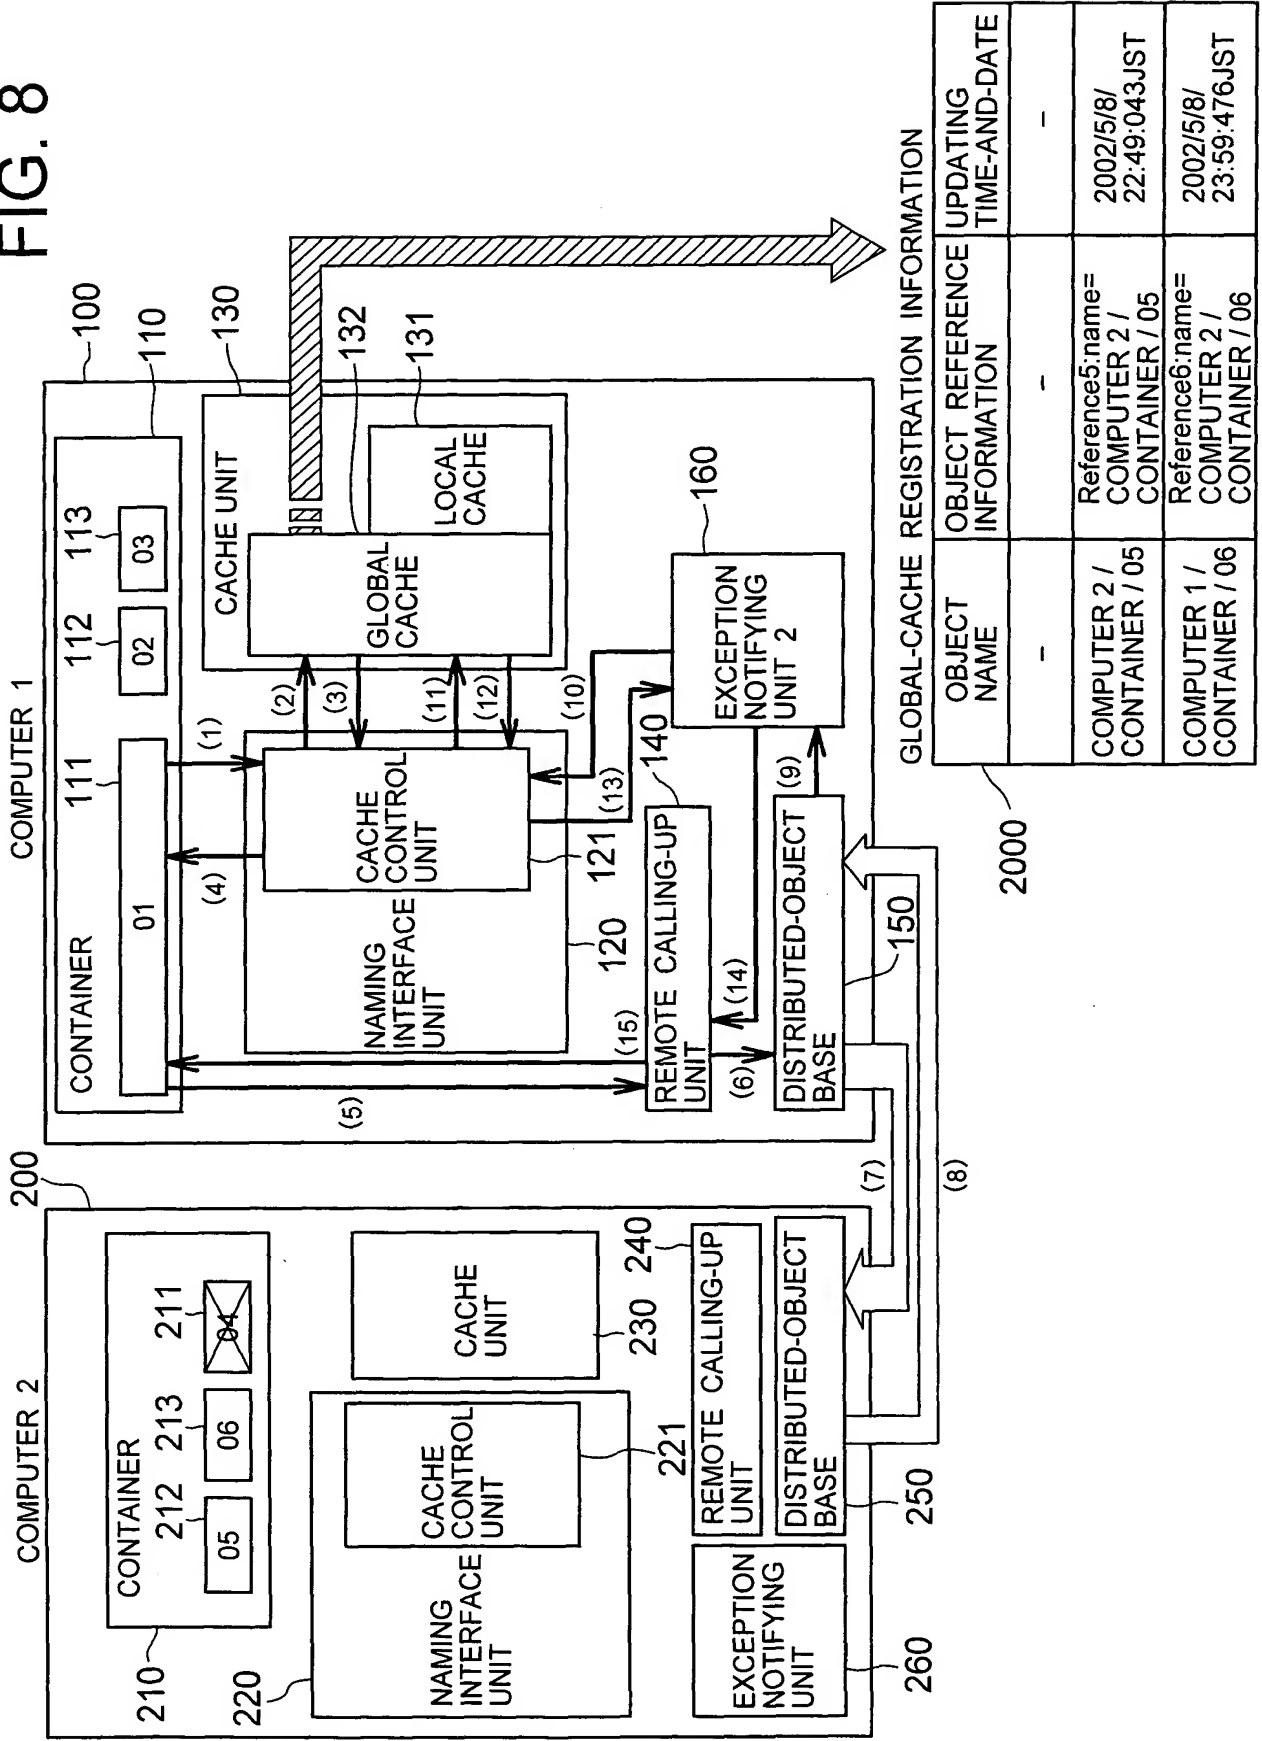 FIG. 8
COMPUTER 2
200
CONTAINER
210
212
213
211
05
06
04
220
NAMING
INTERFACE
UNIT
CACHE
CONTROL
UNIT
221
CACHE
UNIT
230
240
REMOTE CALLING-UP
UNIT
EXCEPTION
NOTIFYING
UNIT
260
DISTRIBUTED-OBJECT
BASE
250
COMPUTER 1
100
CONTAINER
110
111
112
113
01
02
03
(1)
(4)
(5)
(15)
NAMING
INTERFACE
UNIT
120
CACHE
CONTROL
UNIT
121
(2)
(3)
(11)
(12)
CACHE UNIT
130
GLOBAL
CACHE
132
LOCAL
CACHE
131
(10)
(13)
140
REMOTE CALLING-UP
UNIT
(14)
(6)
EXCEPTION
NOTIFYING
UNIT 2
160
(9)
DISTRIBUTED-OBJECT
BASE
150
(7)
(8)
GLOBAL-CACHE REGISTRATION INFORMATION
2000
OBJECT
NAME
OBJECT REFERENCE
INFORMATION
UPDATING
TIME-AND-DATE
–
–
–
COMPUTER 2 /
CONTAINER / 05
Reference5:name=
COMPUTER 2 /
CONTAINER / 05
2002/5/8/
22:49:043JST
COMPUTER 1 /
CONTAINER / 06
Reference6:name=
COMPUTER 2 /
CONTAINER / 06
2002/5/8/
23:59:476JST